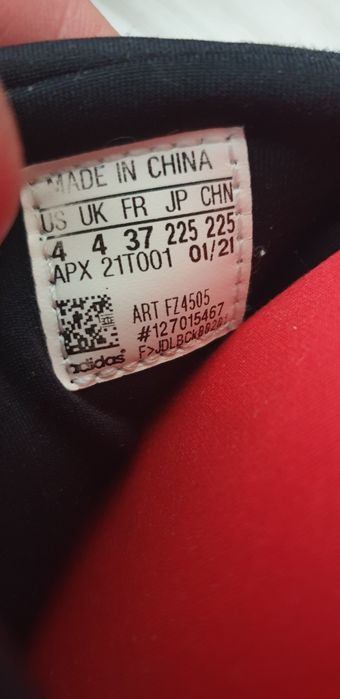 MADE IN CHINA
US UK FR JP CHN
4 4 37 225 225
APX 21T001 01/21
ART FZ4505
#127015467
adidas